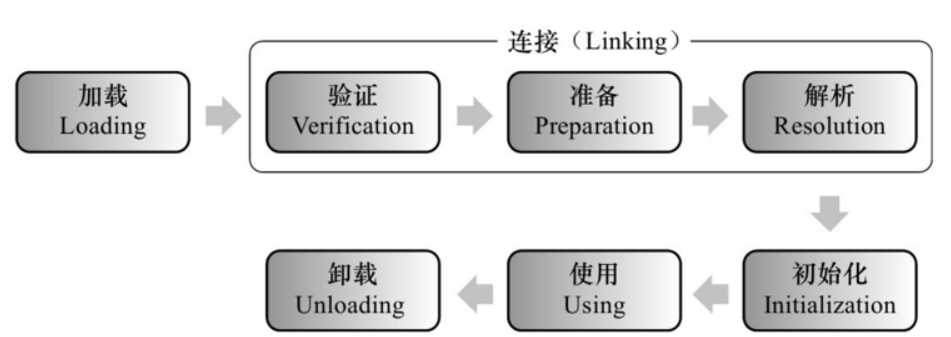 连接（Linking）
加载
Loading
验证
Verification
准备
Preparation
解析
Resolution
初始化
Initialization
使用
Using
卸载
Unloading